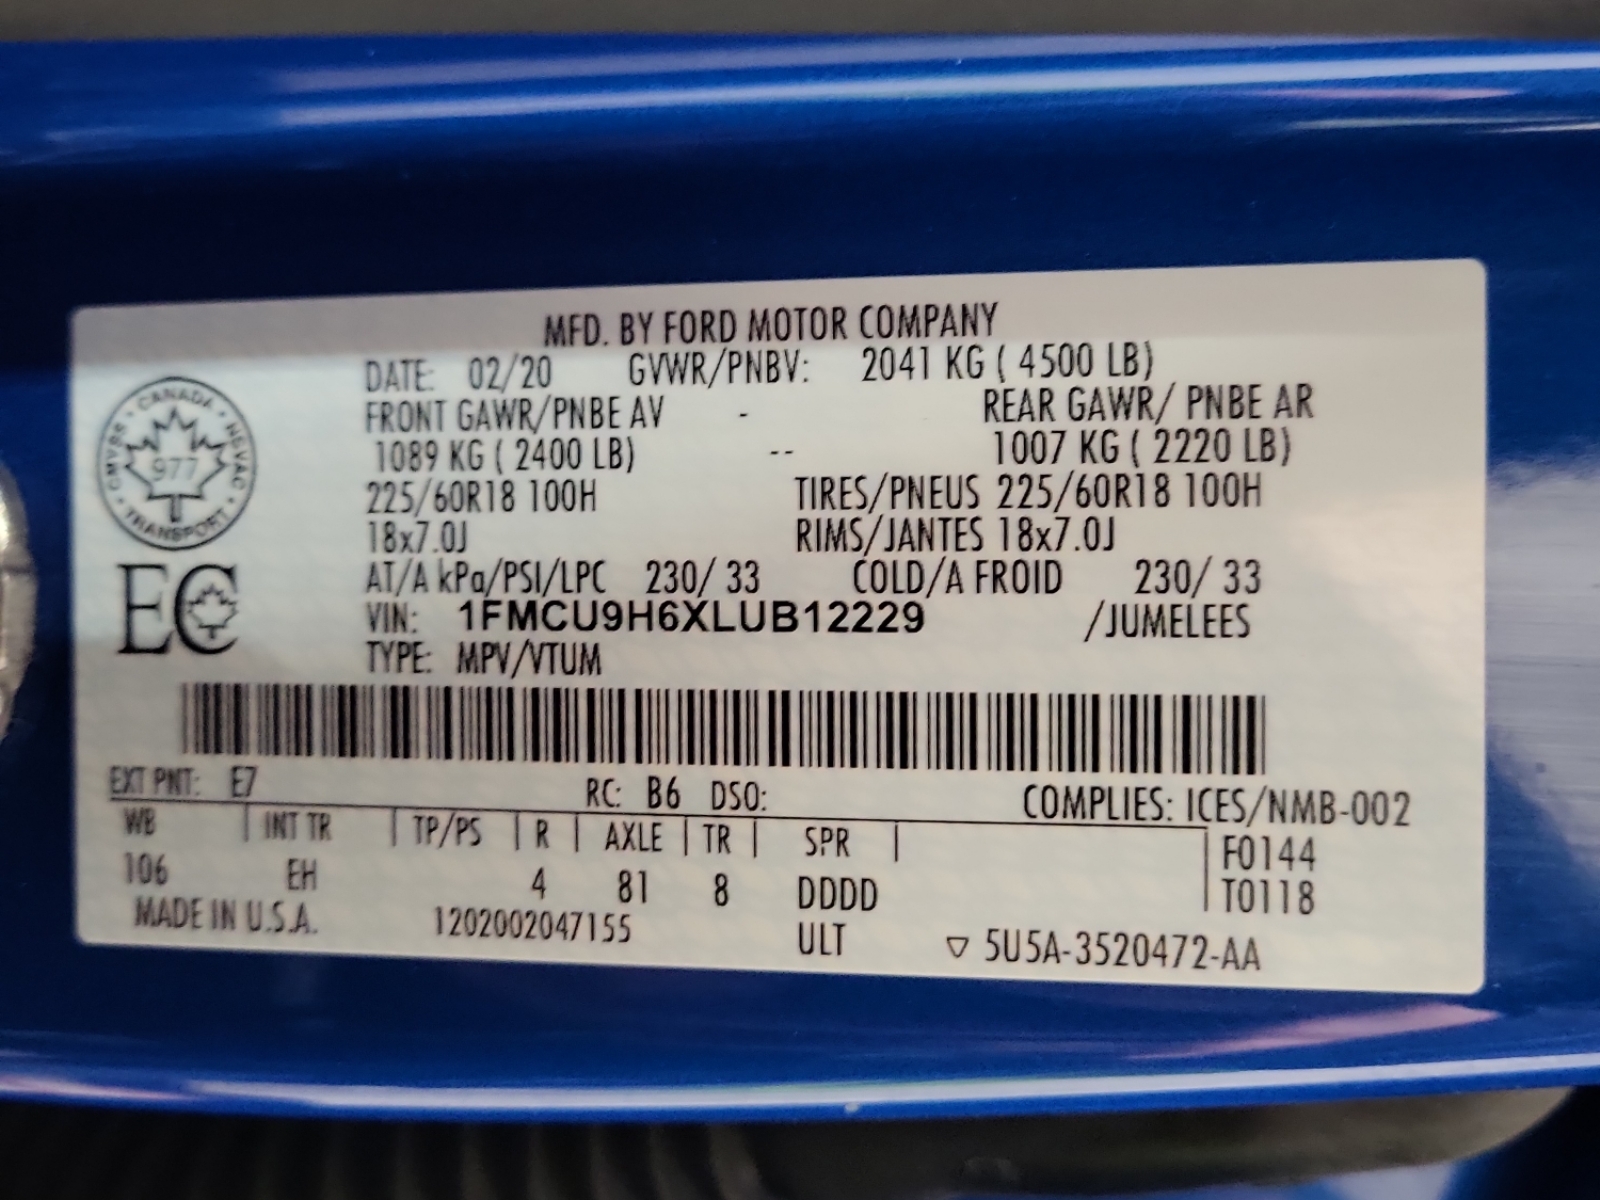 MFD. BY FORD MOTOR COMPANY
DATE: 02/20 GVWR/PNBV: 2041 KG ( 4500 LB)
FRONT GAWR/PNBE AV - REAR GAWR/ PNBE AR
1089 KG ( 2400 LB) -- 1007 KG ( 2220 LB)
225/60R18 100H TIRES/PNEUS 225/60R18 100H
18x7.0J RIMS/JANTES 18x7.0J
AT/A kPa/PSI/LPC 230/ 33 COLD/A FROID 230/ 33
VIN: 1FMCU9H6XLUB12229 /JUMELEES
TYPE: MPV/VTUM
CANADA
CMVSS NSVAC
977
TRANSPORT
EC
EXT PNT: E7 RC: B6 DSO: COMPLIES: ICES/NMB-002
WB | INT TR | TP/PS | R | AXLE | TR | SPR | F0144
106 EH 4 81 8 DDDD T0118
MADE IN U.S.A. 1202002047155 ULT ▽ 5U5A-3520472-AA